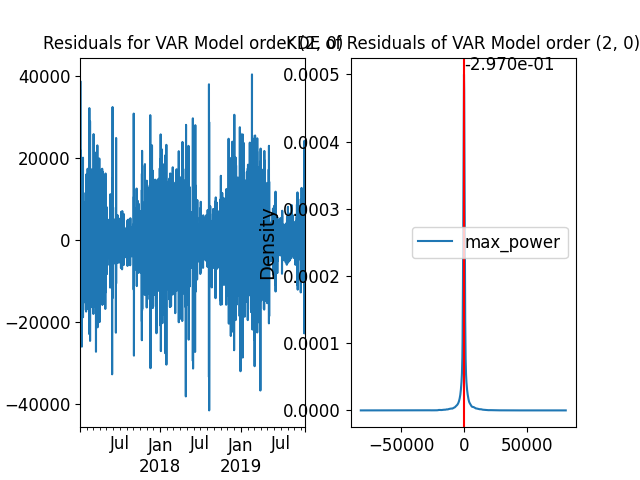 Residuals for VAR Model order (2, 0)
KDE of Residuals of VAR Model order (2, 0)
40000
20000
0
−20000
−40000
Jul
Jan
2018
Jul
Jan
2019
Jul
Density
0.0005
0.0004
0.0003
0.0002
0.0001
0.0000
-2.970e-01
max_power
−50000
0
50000